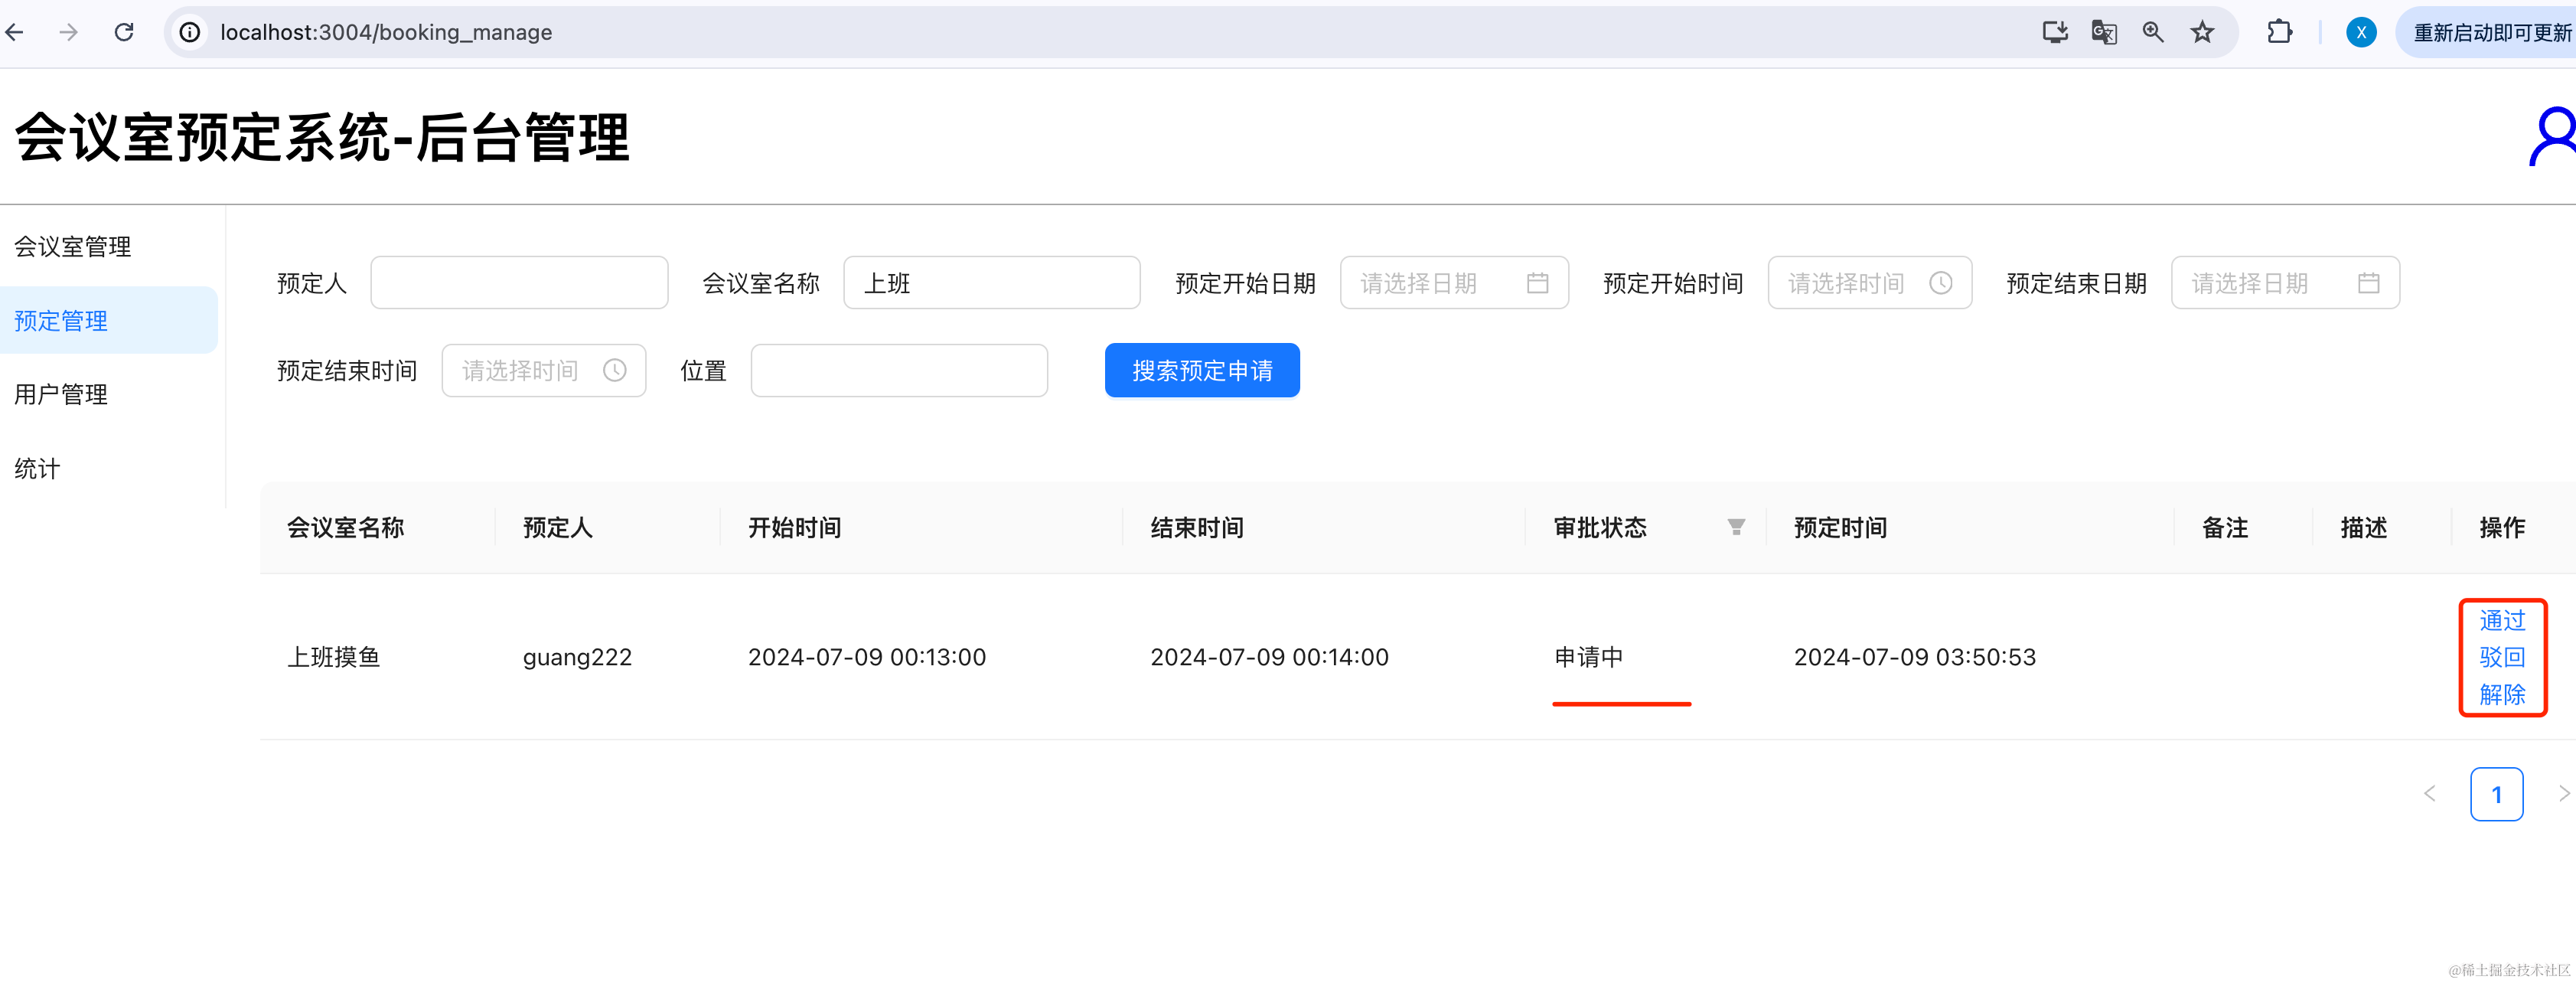 localhost:3004/booking_manage
X
重新启动即可更新
会议室预定系统-后台管理
会议室管理
预定管理
用户管理
统计
预定人 会议室名称 上班 预定开始日期 请选择日期 预定开始时间 请选择时间 预定结束日期 请选择日期
预定结束时间 请选择时间 位置 搜索预定申请
会议室名称 预定人 开始时间 结束时间 审批状态 预定时间 备注 描述 操作
上班摸鱼 guang222 2024-07-09 00:13:00 2024-07-09 00:14:00 申请中 2024-07-09 03:50:53
通过
驳回
解除
1
@稀土掘金技术社区